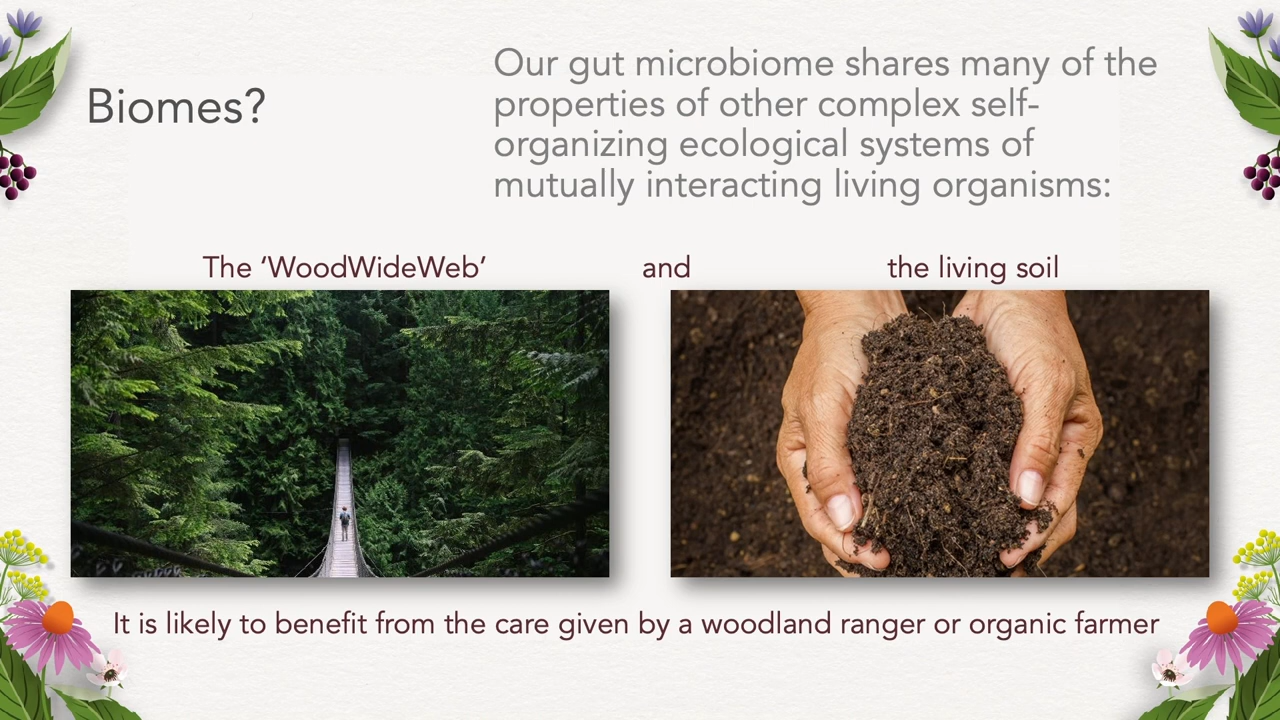 Biomes?
Our gut microbiome shares many of the
properties of other complex self-
organizing ecological systems of
mutually interacting living organisms:
The ‘WoodWideWeb’ and the living soil
It is likely to benefit from the care given by a woodland ranger or organic farmer